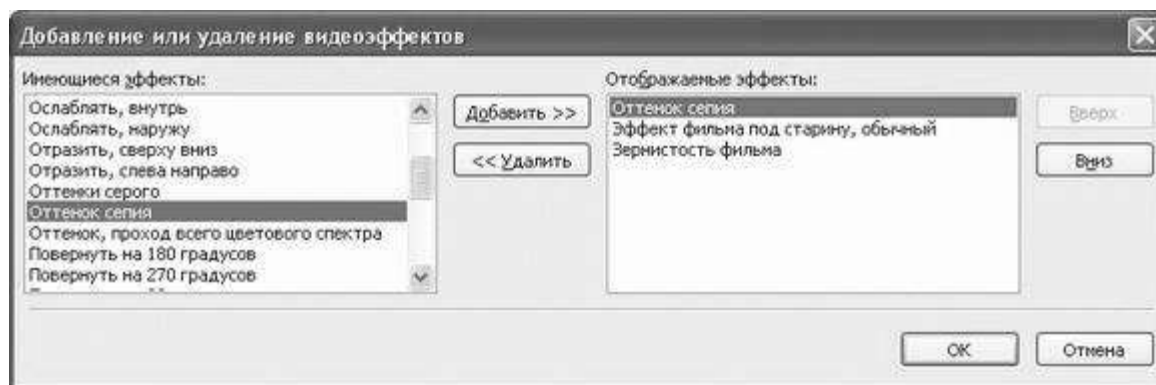 Добавление или удаление видеоэффектов
Имеющиеся эффекты:
Ослаблять, внутрь
Ослаблять, наружу
Отразить, сверху вниз
Отразить, слева направо
Оттенки серого
Оттенок сепия
Оттенок, проход всего цветового спектра
Повернуть на 180 градусов
Повернуть на 270 градусов
Добавить >>
<< Удалить
Отображаемые эффекты:
Оттенок сепия
Эффект фильма под старину, обычный
Зернистость фильма
Вверх
Вниз
OK
Отмена